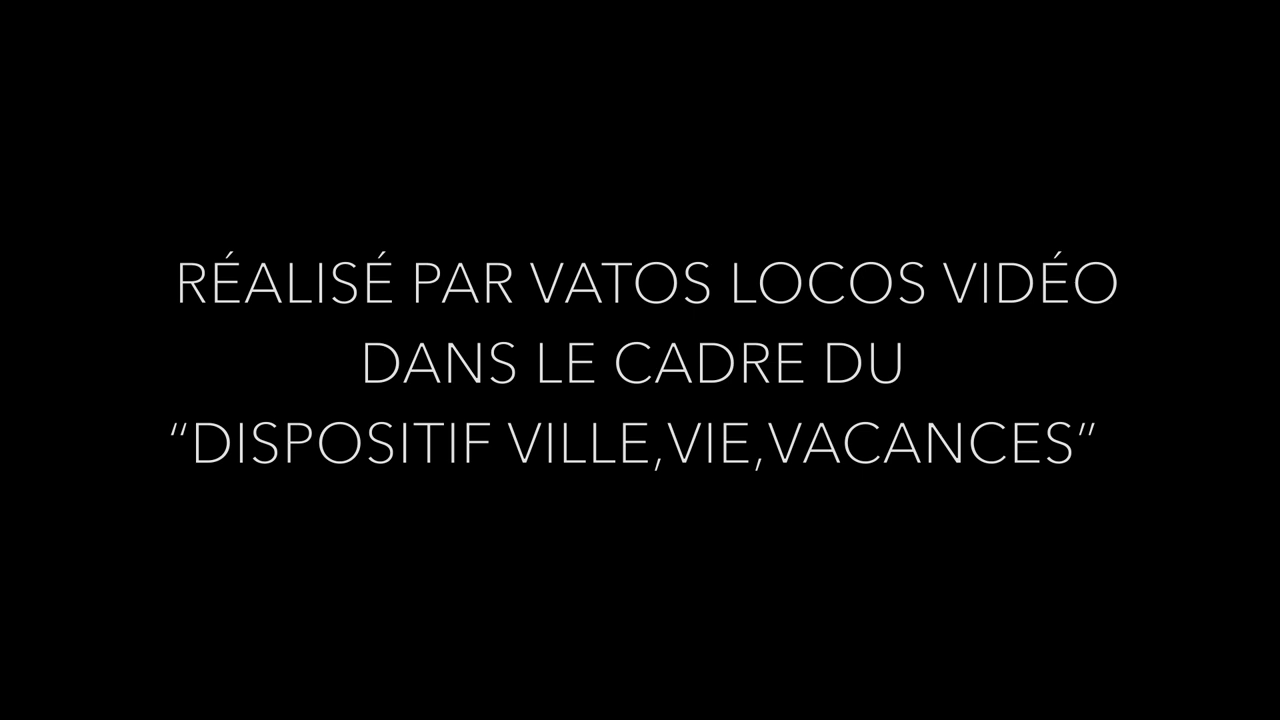 RÉALISÉ PAR VATOS LOCOS VIDÉO
DANS LE CADRE DU
“DISPOSITIF VILLE,VIE,VACANCES”